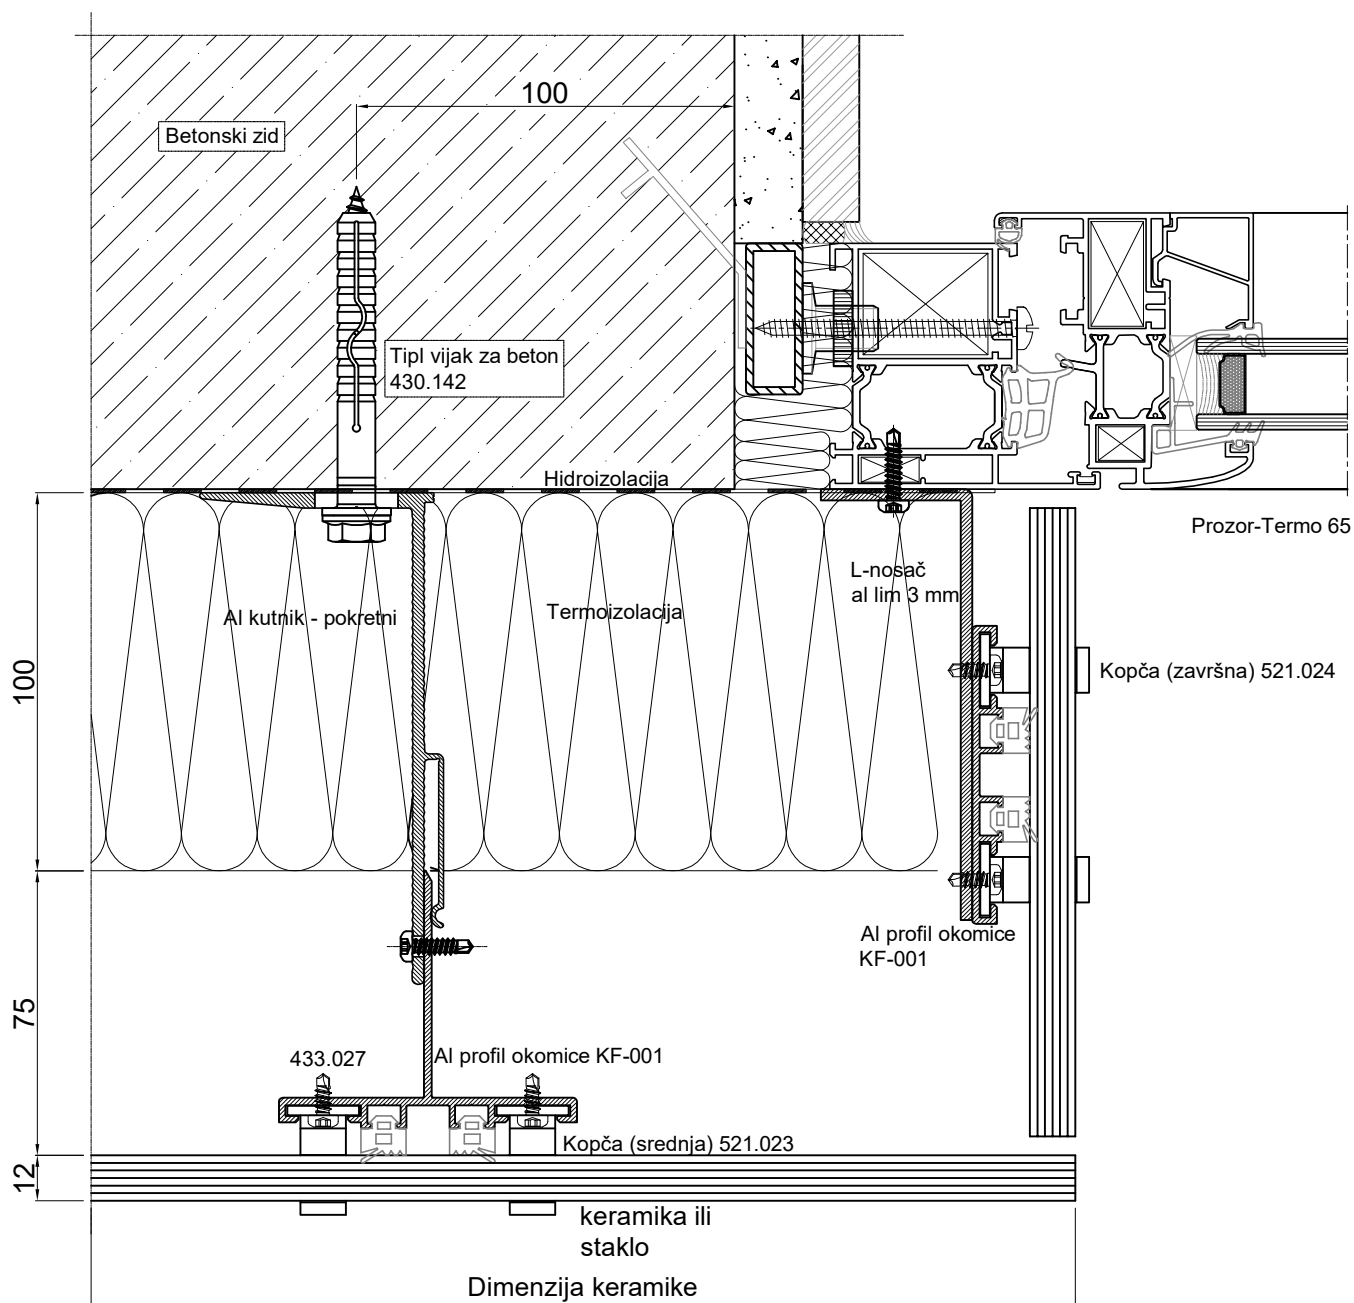 100
Betonski zid
Tipl vijak za beton
430.142
Hidroizolacija
Prozor-Termo 65
L-nosač
al lim 3 mm
Al kutnik - pokretni
Termoizolacija
100
Kopča (završna) 521.024
Al profil okomice
KF-001
75
433.027
Al profil okomice KF-001
Kopča (srednja) 521.023
12
keramika ili
staklo
Dimenzija keramike